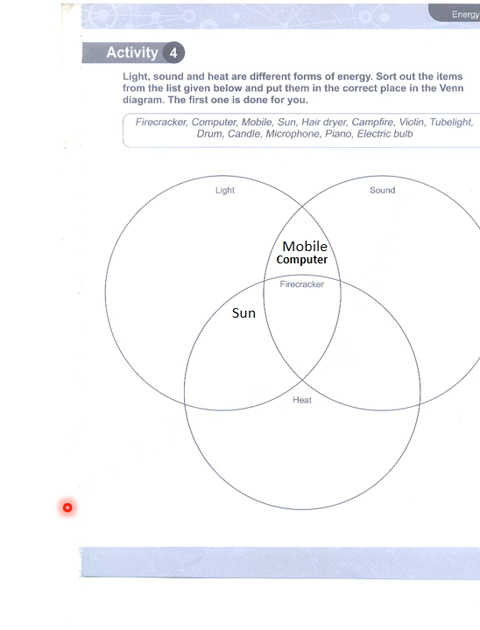 Energy
Activity 4
Light, sound and heat are different forms of energy. Sort out the items
from the list given below and put them in the correct place in the Venn
diagram. The first one is done for you.
Firecracker, Computer, Mobile, Sun, Hair dryer, Campfire, Violin, Tubelight,
Drum, Candle, Microphone, Piano, Electric bulb
Light
Sound
Mobile
Computer
Firecracker
Sun
Heat